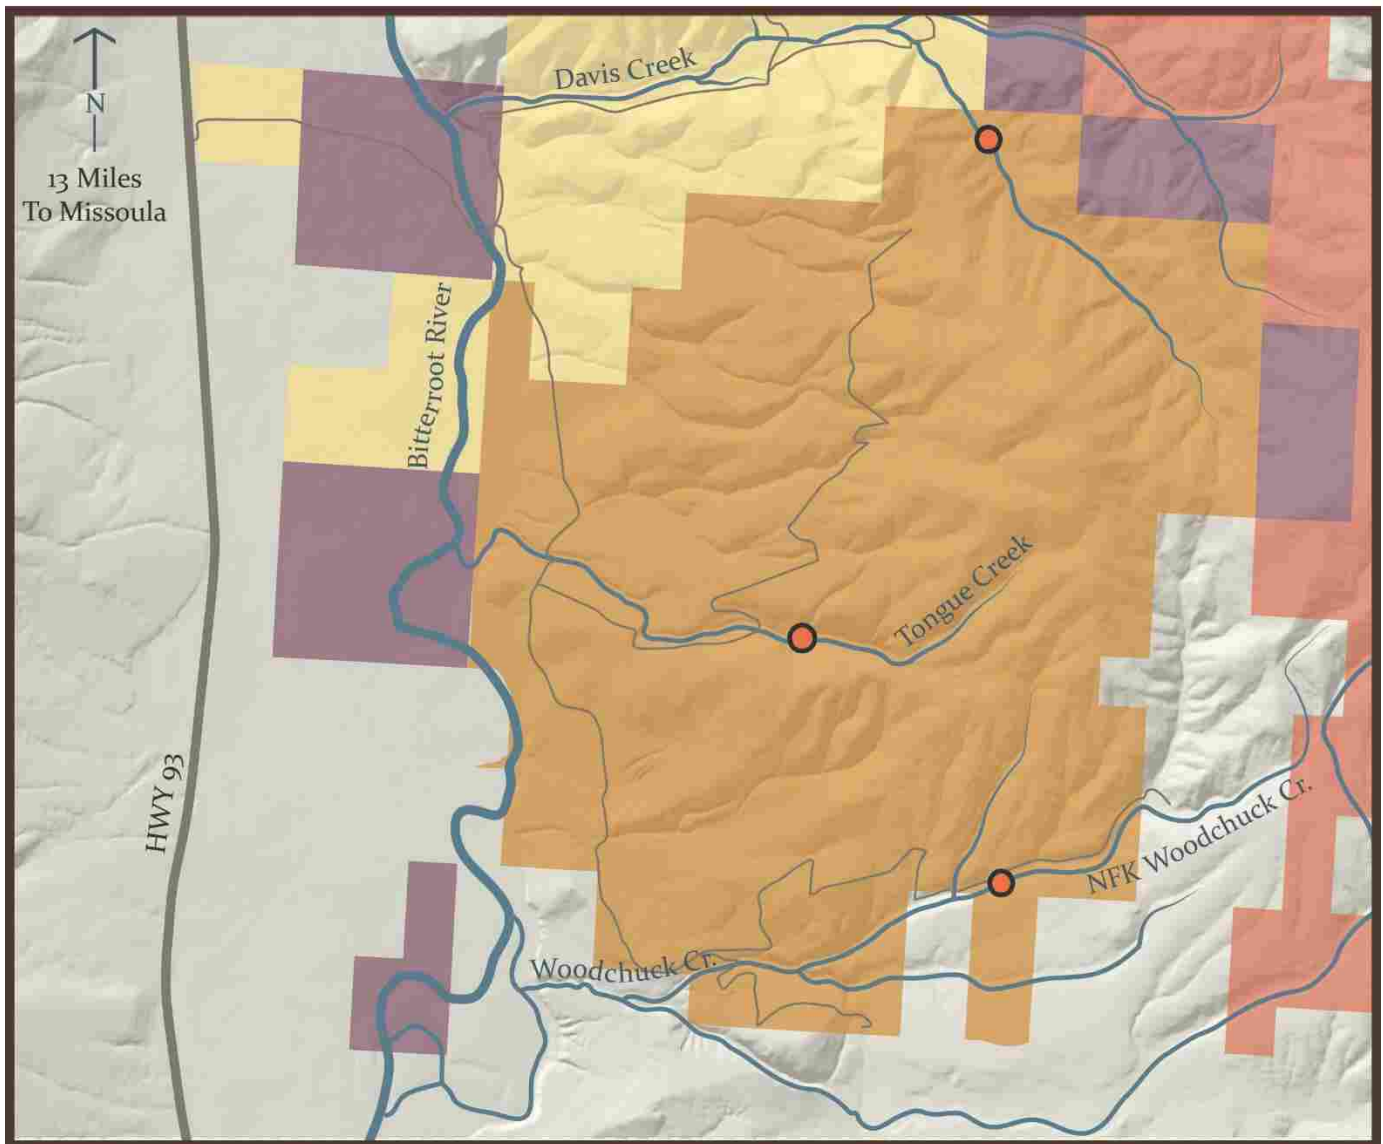 Davis Creek
N
13 Miles
To Missoula
Bitterroot River
Tongue Creek
HWY 93
NFK Woodchuck Cr.
Woodchuck Cr.